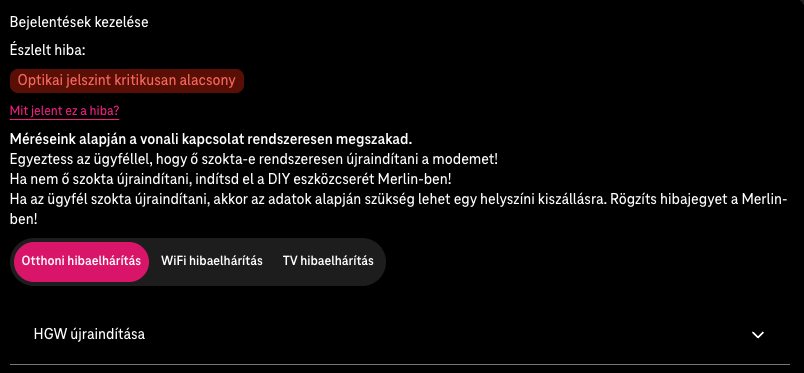 Bejelentések kezelése
Észlelt hiba:
Optikai jelszint kritikusan alacsony
Mit jelent ez a hiba?
Méréseink alapján a vonali kapcsolat rendszeresen megszakad.
Egyeztess az ügyféllel, hogy ő szokta-e rendszeresen újraindítani a modemet!
Ha nem ő szokta újraindítani, indítsd el a DIY eszközcserét Merlin-ben!
Ha az ügyfél szokta újraindítani, akkor az adatok alapján szükség lehet egy helyszíni kiszállásra. Rögzíts hibajegyet a Merlin-
ben!
Otthoni hibaelhárítás WiFi hibaelhárítás TV hibaelhárítás
HGW újraindítása